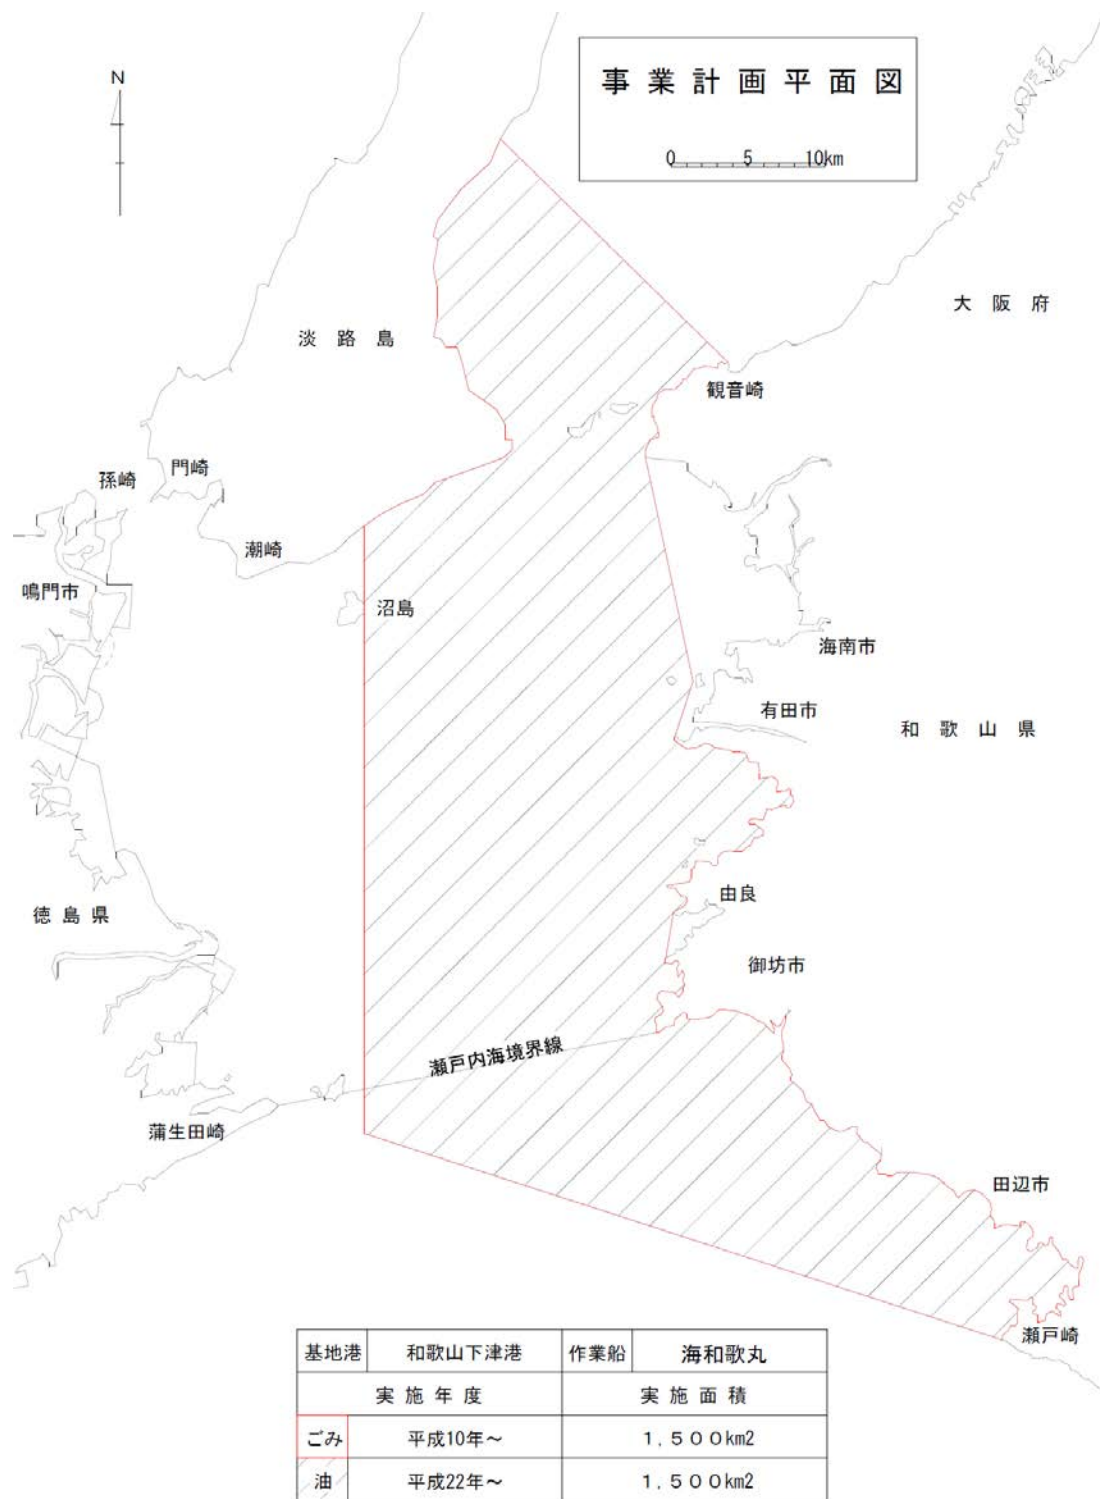 事業計画平面図
N
0 5 10km
大阪府
淡路島
観音崎
門崎
孫崎
潮崎
鳴門市
沼島
海南市
有田市
和歌山県
由良
徳島県
御坊市
瀬戸内海境界線
蒲生田崎
田辺市
瀬戸崎
基地港 和歌山下津港 作業船 海和歌丸
実施年度 実施面積
ごみ 平成10年~ 1,500km2
油 平成22年~ 1,500km2